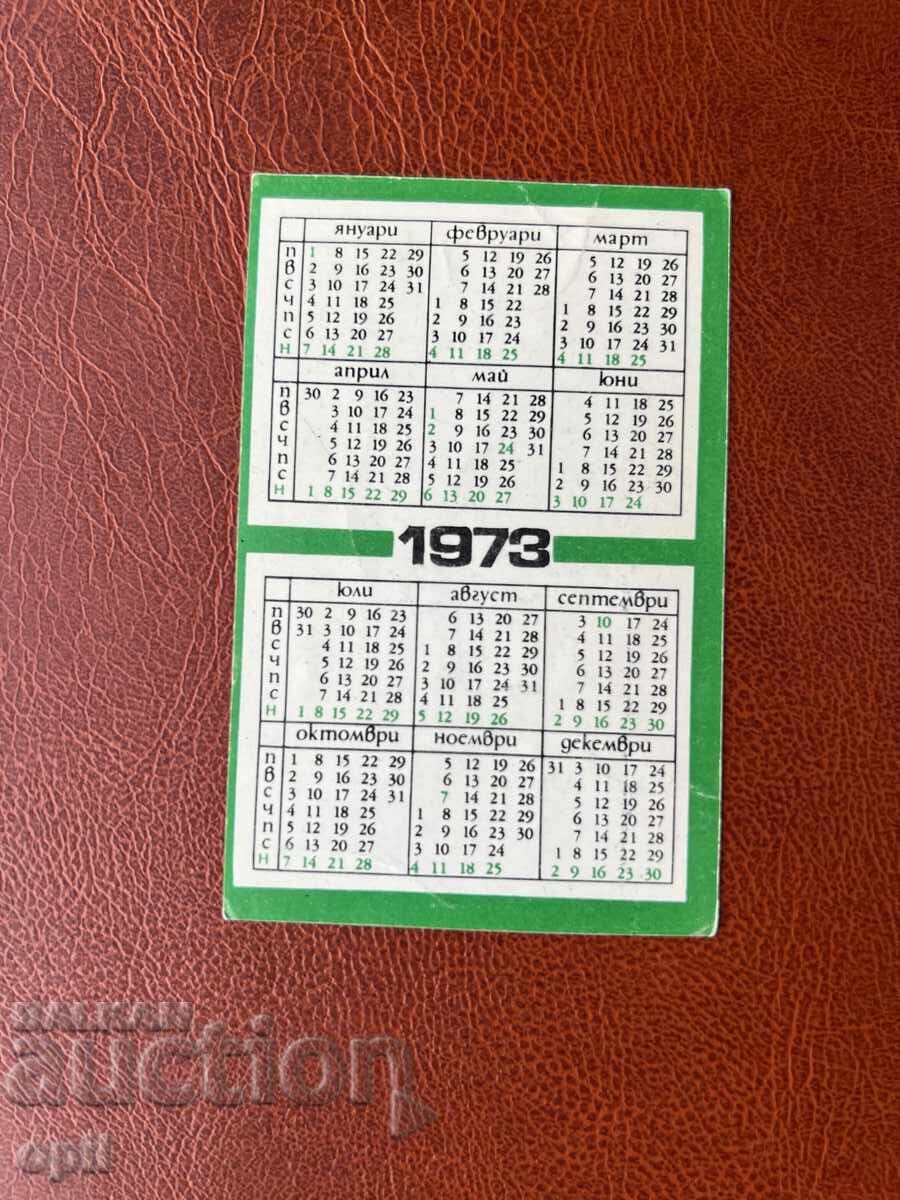 януари февруари март
П 1 8 15 22 29 5 12 19 26 5 12 19 26
В 2 9 16 23 30 6 13 20 27 6 13 20 27
С 3 10 17 24 31 7 14 21 28 7 14 21 28
Ч 4 11 18 25 1 8 15 22 1 8 15 22 29
П 5 12 19 26 2 9 16 23 2 9 16 23 30
С 6 13 20 27 3 10 17 24 3 10 17 24 31
Н 7 14 21 28 4 11 18 25 4 11 18 25
април май юни
П 30 2 9 16 23 7 14 21 28 4 11 18 25
В 3 10 17 24 1 8 15 22 29 5 12 19 26
С 4 11 18 25 2 9 16 23 30 6 13 20 27
Ч 5 12 19 26 3 10 17 24 31 7 14 21 28
П 6 13 20 27 4 11 18 25 1 8 15 22 29
С 7 14 21 28 5 12 19 26 2 9 16 23 30
Н 1 8 15 22 29 6 13 20 27 3 10 17 24
1973
юли август септември
П 30 2 9 16 23 6 13 20 27 3 10 17 24
В 31 3 10 17 24 7 14 21 28 4 11 18 25
С 4 11 18 25 1 8 15 22 29 5 12 19 26
Ч 5 12 19 26 2 9 16 23 30 6 13 20 27
П 6 13 20 27 3 10 17 24 31 7 14 21 28
С 7 14 21 28 4 11 18 25 1 8 15 22 29
Н 1 8 15 22 29 5 12 19 26 2 9 16 23 30
октомври ноември декември
П 1 8 15 22 29 5 12 19 26 31 3 10 17 24
В 2 9 16 23 30 6 13 20 27 4 11 18 25
С 3 10 17 24 31 7 14 21 28 5 12 19 26
Ч 4 11 18 25 1 8 15 22 29 6 13 20 27
П 5 12 19 26 2 9 16 23 30 7 14 21 28
С 6 13 20 27 3 10 17 24 1 8 15 22 29
Н 7 14 21 28 4 11 18 25 2 9 16 23 30
BALKAN
auction
opil